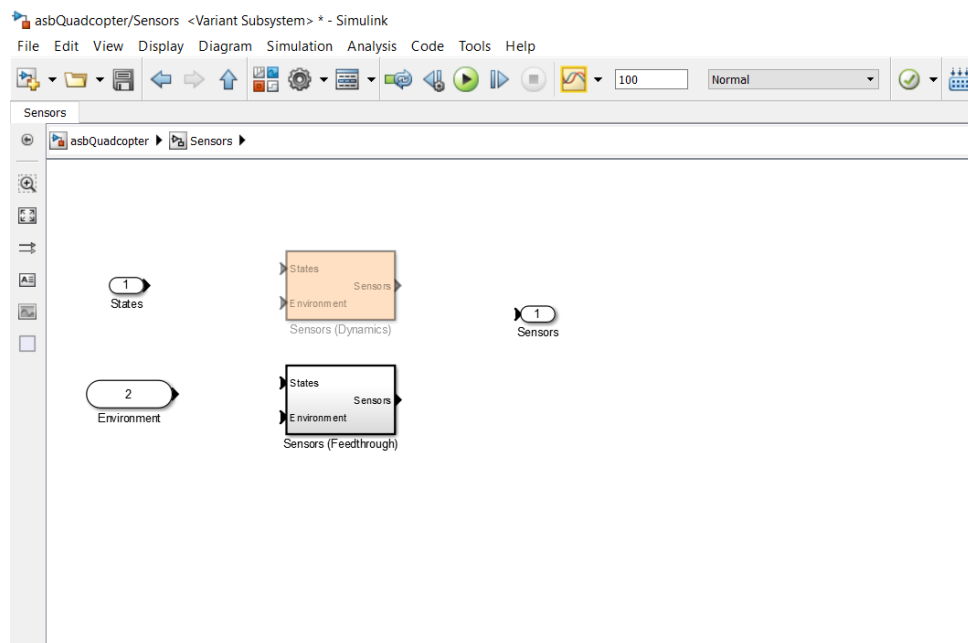 asbQuadcopter/Sensors <Variant Subsystem> * - Simulink
File Edit View Display Diagram Simulation Analysis Code Tools Help
100 Normal
Sensors
asbQuadcopter Sensors
States
Sensors
Environment
Sensors (Dynamics)
1
States
1
Sensors
States
Sensors
Environment
Sensors (Feedthrough)
2
Environment